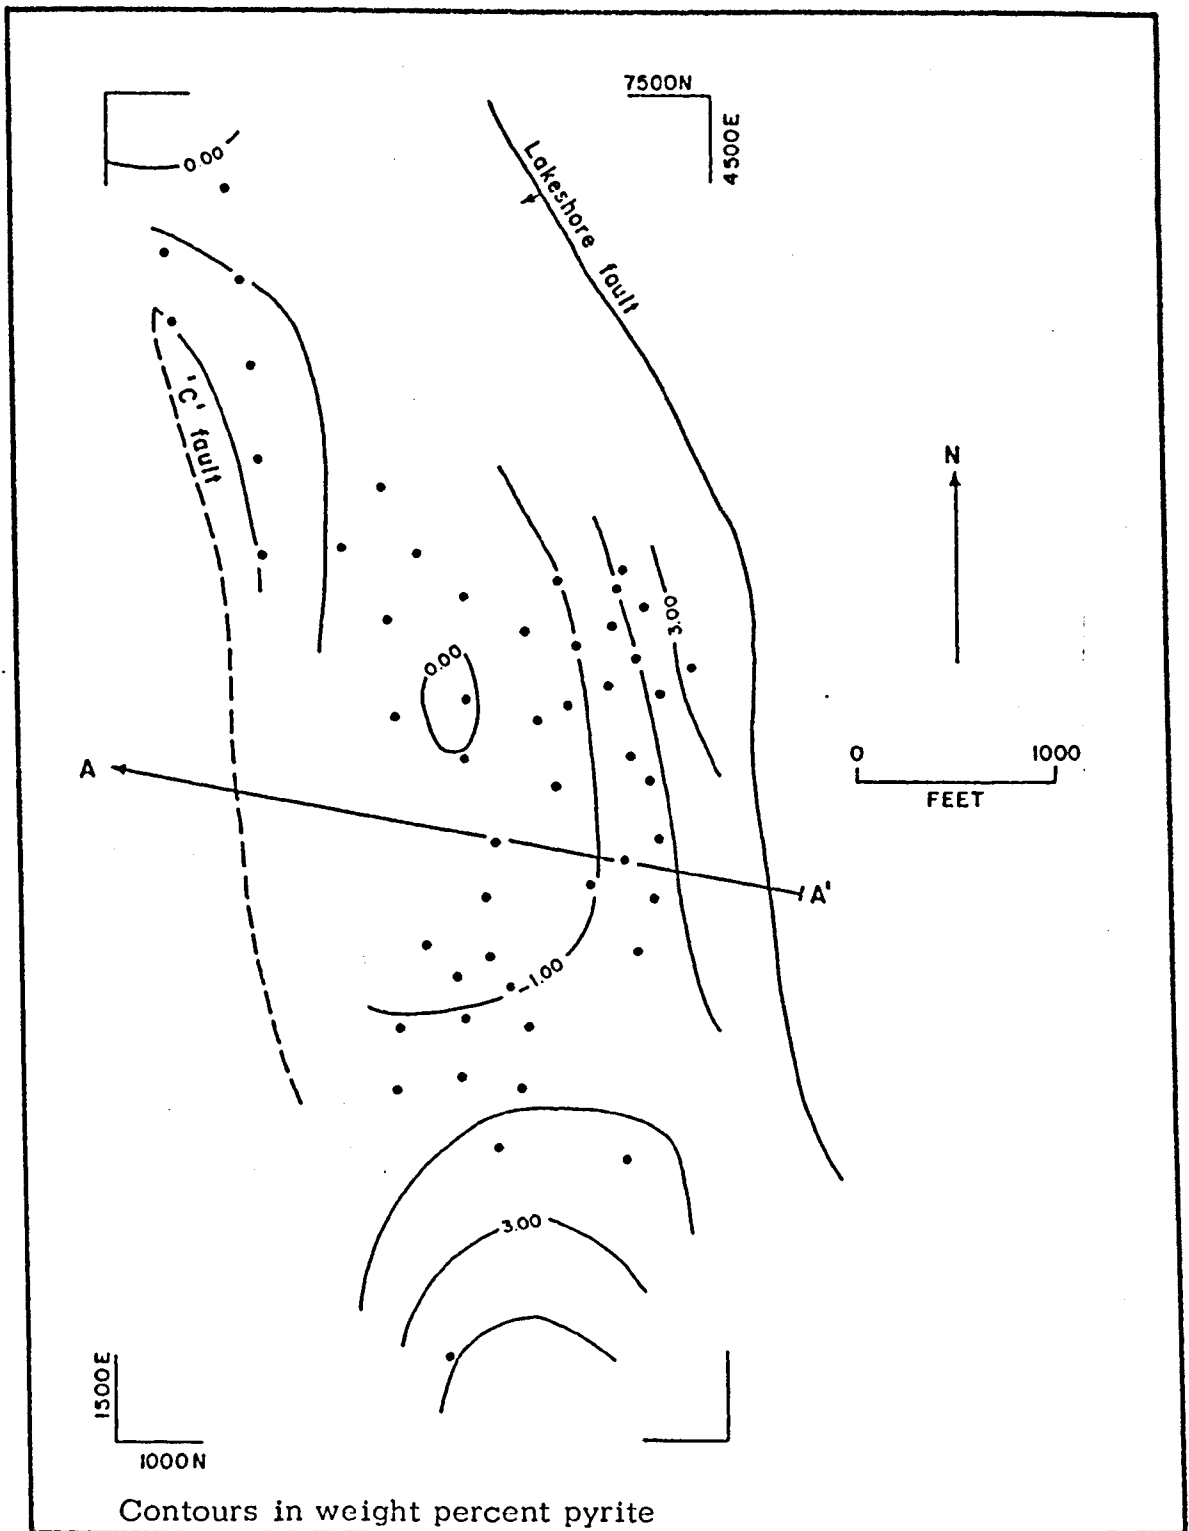 7500N
4500E
0.00
Lakeshore fault
'C' fault
N
3.00
0.00
A
0 1000
FEET
A'
-1.00
3.00
1500E
1000N
Contours in weight percent pyrite